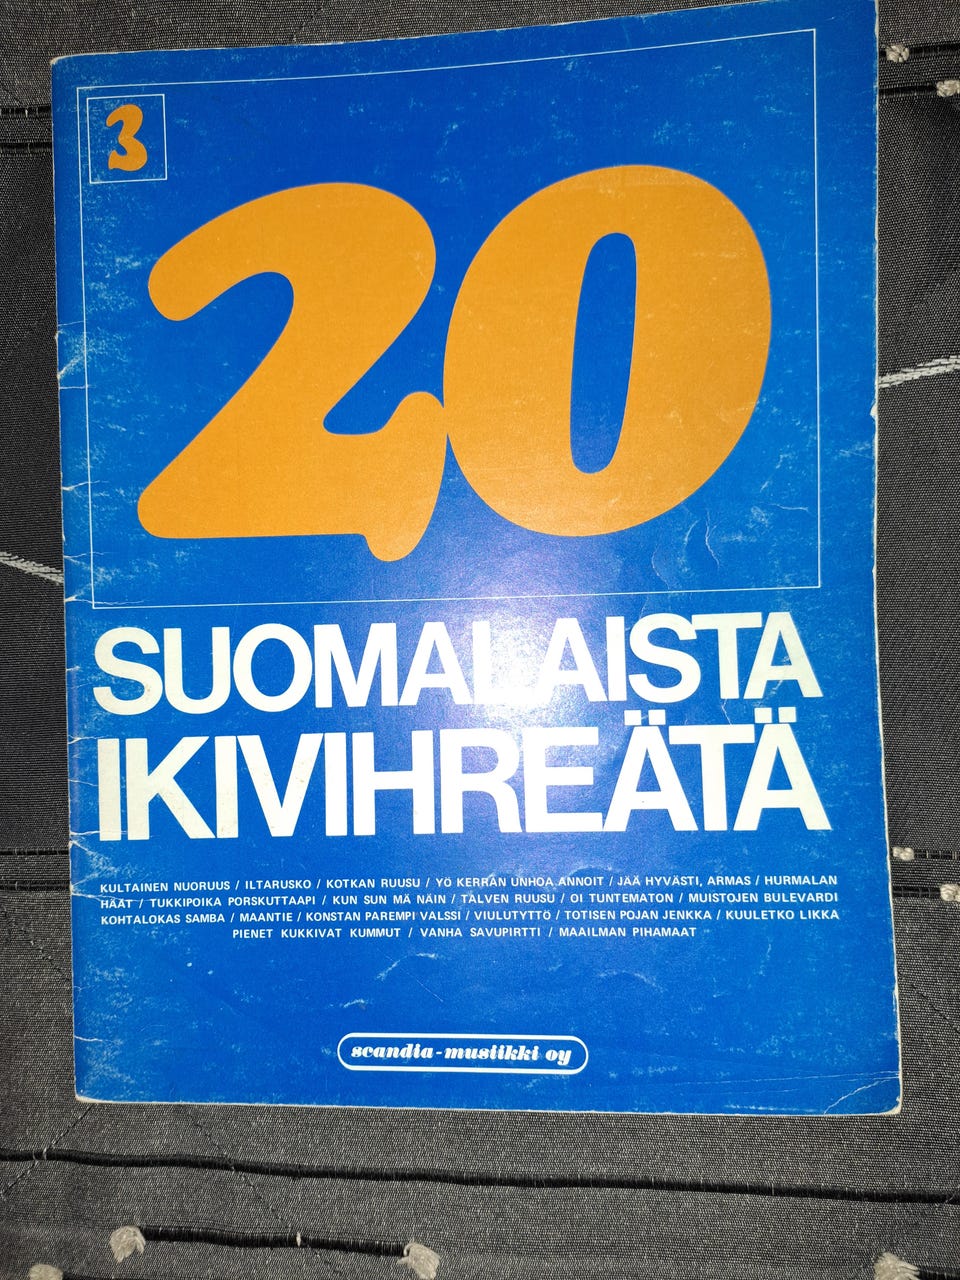 3
20
SUOMALAISTA
IKIVIHREÄTÄ
KULTAINEN NUORUUS / ILTARUSKO / KOTKAN RUUSU / YÖ KERRAN UNHOA ANNOIT / JÄÄ HYVÄSTI, ARMAS / HURMALAN
HÄÄT / TUKKIPOIKA PORSKUTTAAPI / KUN SUN MÄ NÄIN / TALVEN RUUSU / OI TUNTEMATON / MUISTOJEN BULEVARDI
KOHTALOKAS SAMBA / MAANTIE / KONSTAN PAREMPI VALSSI / VIULUTYTTÖ / TOTISEN POJAN JENKKA / KUULETKO LIKKA
PIENET KUKKIVAT KUMMUT / VANHA SAVUPIRTTI / MAAILMAN PIHAMAAT
scandia-musiikki oy